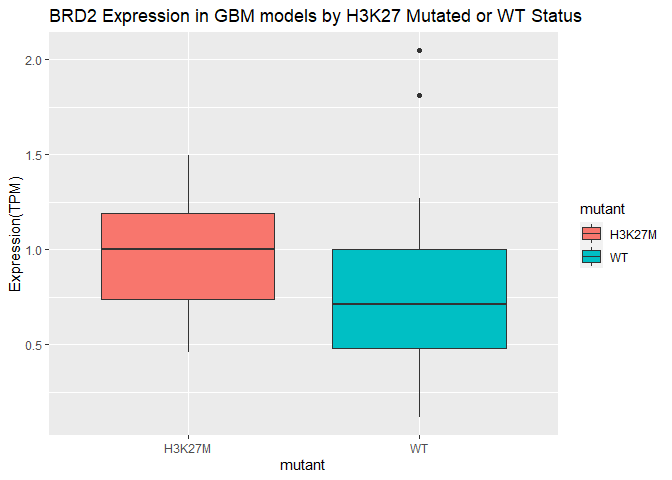 BRD2 Expression in GBM models by H3K27 Mutated or WT Status
2.0
1.5
1.0
0.5
Expression(TPM)
H3K27M
WT
mutant
mutant
H3K27M
WT